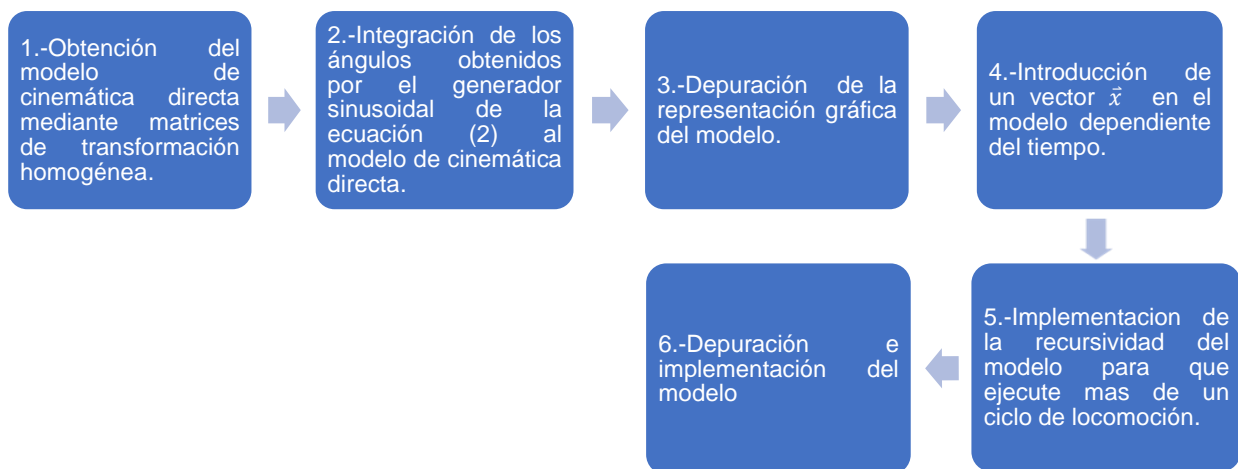 1.-Obtención del
modelo de
cinemática directa
mediante matrices
de transformación
homogénea.
2.-Integración de los
ángulos obtenidos
por el generador
sinusoidal de la
ecuación (2) al
modelo de cinemática
directa.
3.-Depuración de la
representación gráfica
del modelo.
4.-Introducción de
un vector x⃗ en el
modelo dependiente
del tiempo.
5.-Implementacion de
la recursividad del
modelo para que
ejecute mas de un
ciclo de locomoción.
6.-Depuración e
implementación del
modelo